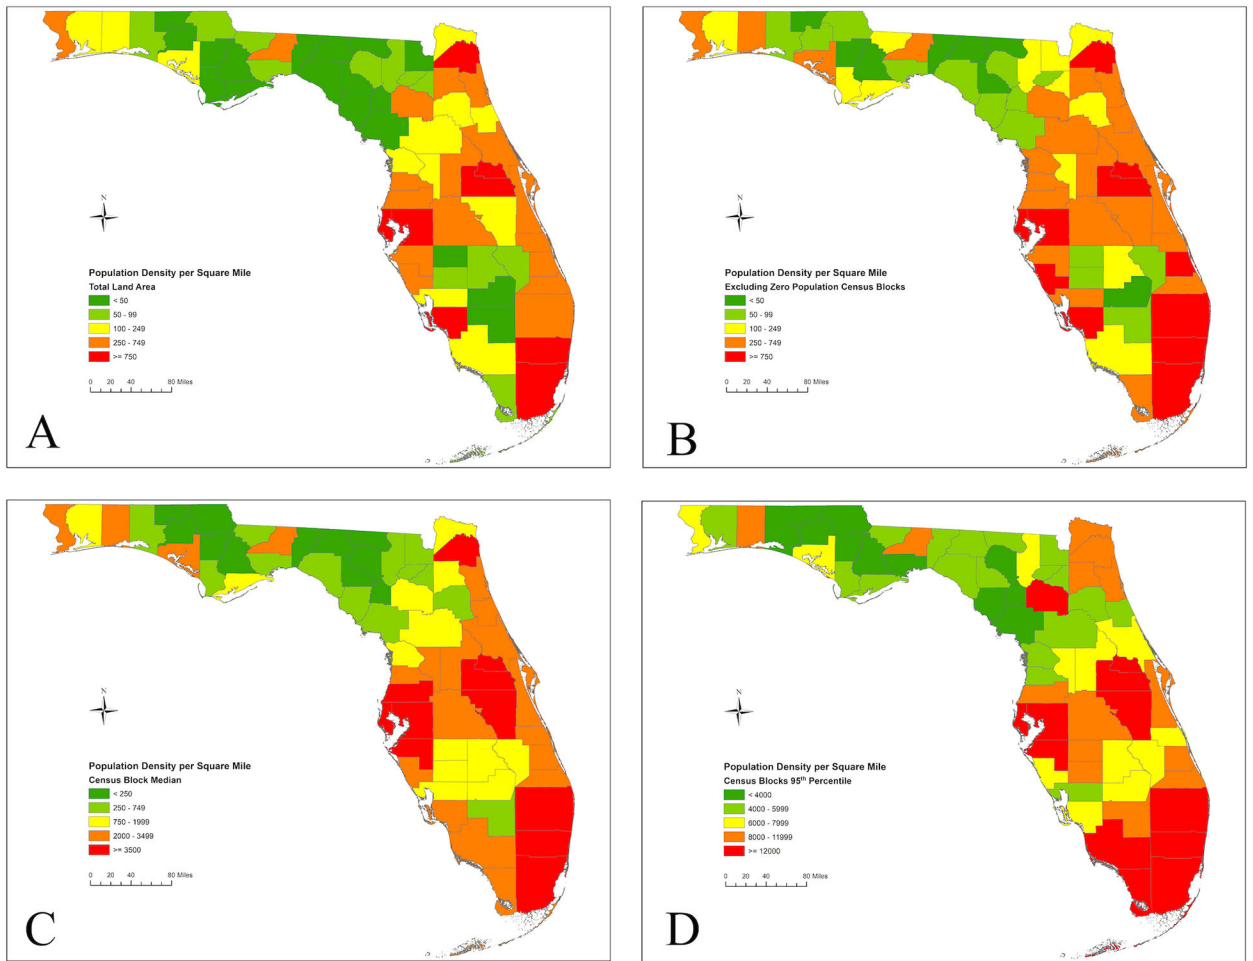 N
Population Density per Square Mile
Total Land Area
< 50
50 - 99
100 - 249
250 - 749
>= 750
0 20 40 80 Miles
A
N
Population Density per Square Mile
Excluding Zero Population Census Blocks
< 50
50 - 99
100 - 249
250 - 749
>= 750
0 20 40 80 Miles
B
N
Population Density per Square Mile
Census Block Median
< 250
250 - 749
750 - 1999
2000 - 3499
>= 3500
0 20 40 80 Miles
C
N
Population Density per Square Mile
Census Blocks 95th Percentile
< 4000
4000 - 5999
6000 - 7999
8000 - 11999
>= 12000
0 20 40 80 Miles
D